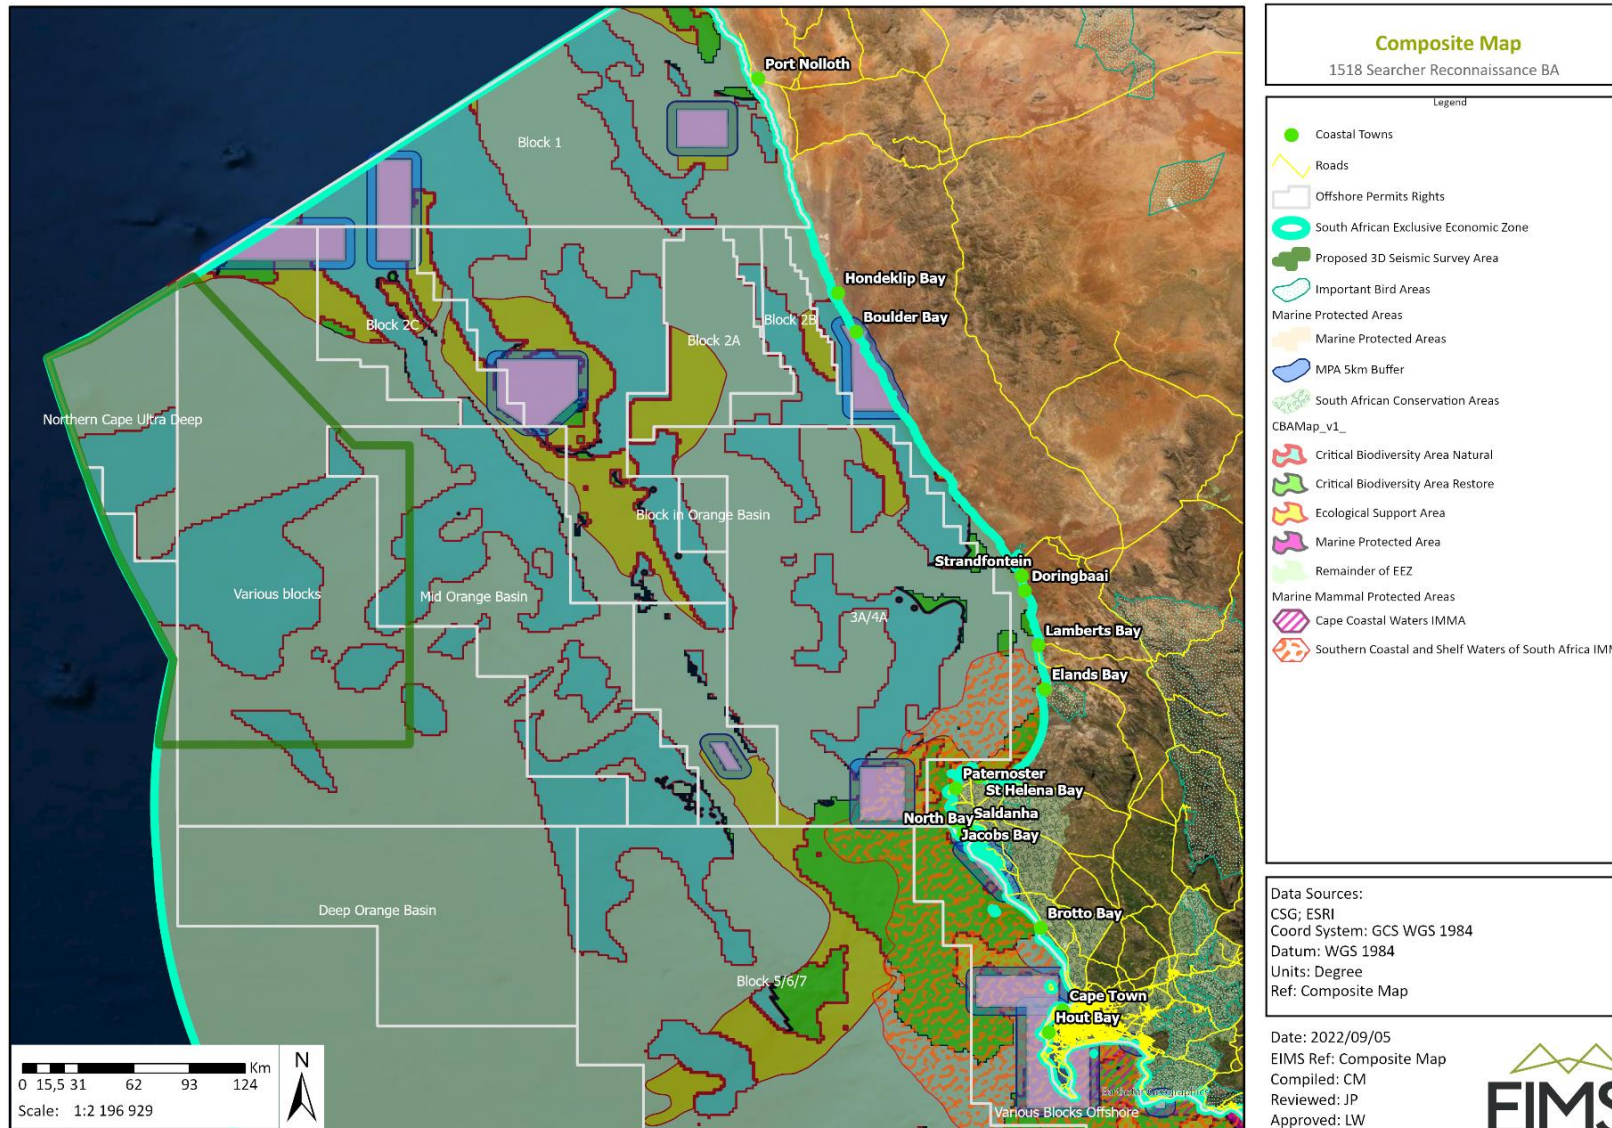 Port Nolloth
Block 1
Hondeklip Bay
Boulder Bay
Block 2B
Block 2C
Block 2A
Northern Cape Ultra Deep
Block in Orange Basin
Strandfontein
Doringbaai
Various blocks
Mid Orange Basin
3A/4A
Lamberts Bay
Elands Bay
Paternoster
St Helena Bay
North Bay
Saldanha
Jacobs Bay
Deep Orange Basin
Brotto Bay
Block 5/6/7
Cape Town
Hout Bay
Various Blocks Offshore
Km
0 15,5 31 62 93 124
Scale: 1:2 196 929
N
Composite Map
1518 Searcher Reconnaissance BA
Legend
Coastal Towns
Roads
Offshore Permits Rights
South African Exclusive Economic Zone
Proposed 3D Seismic Survey Area
Important Bird Areas
Marine Protected Areas
Marine Protected Areas
MPA 5km Buffer
South African Conservation Areas
CBAMap_v1_
Critical Biodiversity Area Natural
Critical Biodiversity Area Restore
Ecological Support Area
Marine Protected Area
Remainder of EEZ
Marine Mammal Protected Areas
Cape Coastal Waters IMMA
Southern Coastal and Shelf Waters of South Africa IMM
Data Sources:
CSG; ESRI
Coord System: GCS WGS 1984
Datum: WGS 1984
Units: Degree
Ref: Composite Map
Date: 2022/09/05
EIMS Ref: Composite Map
Compiled: CM
Reviewed: JP
Approved: LW
EIMS